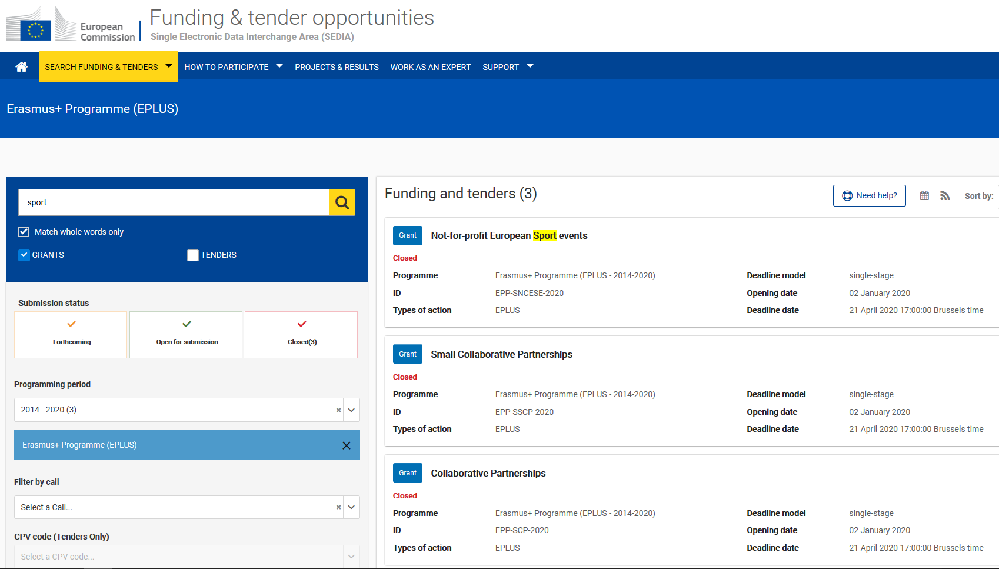 European
Commission
Funding & tender opportunities
Single Electronic Data Interchange Area (SEDIA)
SEARCH FUNDING & TENDERS
HOW TO PARTICIPATE
PROJECTS & RESULTS
WORK AS AN EXPERT
SUPPORT
Erasmus+ Programme (EPLUS)
sport
Match whole words only
GRANTS
TENDERS
Submission status
Forthcoming
Open for submission
Closed(3)
Programming period
2014 - 2020 (3)
Erasmus+ Programme (EPLUS)
Filter by call
Select a Call...
CPV code (Tenders Only)
Select a CPV code...
Funding and tenders (3)
Need help?
Sort by:
Grant
Not-for-profit European Sport events
Closed
Programme Erasmus+ Programme (EPLUS - 2014-2020) Deadline model single-stage
ID EPP-SNCESE-2020 Opening date 02 January 2020
Types of action EPLUS Deadline date 21 April 2020 17:00:00 Brussels time
Grant
Small Collaborative Partnerships
Closed
Programme Erasmus+ Programme (EPLUS - 2014-2020) Deadline model single-stage
ID EPP-SSCP-2020 Opening date 02 January 2020
Types of action EPLUS Deadline date 21 April 2020 17:00:00 Brussels time
Grant
Collaborative Partnerships
Closed
Programme Erasmus+ Programme (EPLUS - 2014-2020) Deadline model single-stage
ID EPP-SCP-2020 Opening date 02 January 2020
Types of action EPLUS Deadline date 21 April 2020 17:00:00 Brussels time